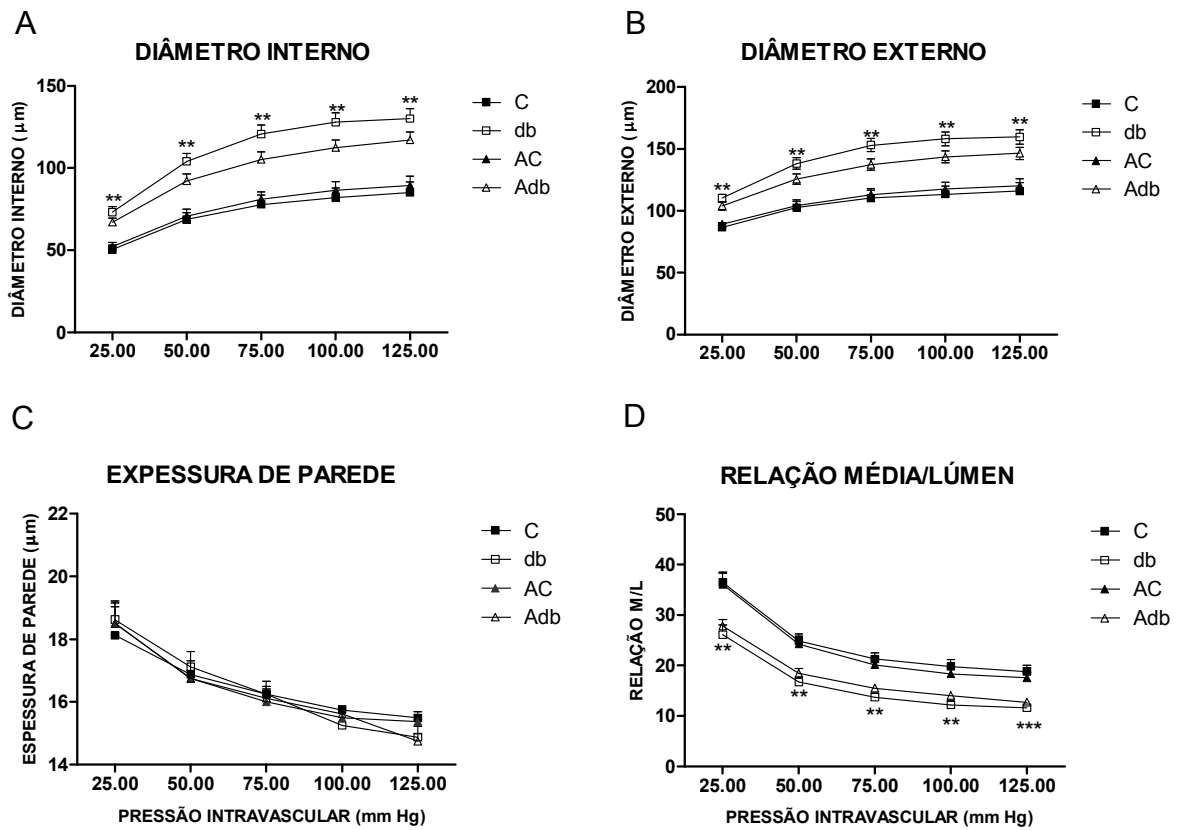 A
DIÂMETRO INTERNO
DIÂMETRO INTERNO ( µm)
150
100
50
0
** ** ** ** **
25.00 50.00 75.00 100.00 125.00
C
db
AC
Adb
B
DIÂMETRO EXTERNO
DIÂMETRO EXTERNO ( µm)
200
150
100
50
0
** ** ** ** **
25.00 50.00 75.00 100.00 125.00
C
db
AC
Adb
C
EXPESSURA DE PAREDE
ESPESSURA DE PAREDE (µm)
22
20
18
16
14
25.00 50.00 75.00 100.00 125.00
PRESSÃO INTRAVASCULAR (mm Hg)
C
db
AC
Adb
D
RELAÇÃO MÉDIA/LÚMEN
RELAÇÃO M/L
50
40
30
20
10
0
** ** ** ** ***
25.00 50.00 75.00 100.00 125.00
PRESSÃO INTRAVASCULAR (mm Hg)
C
db
AC
Adb